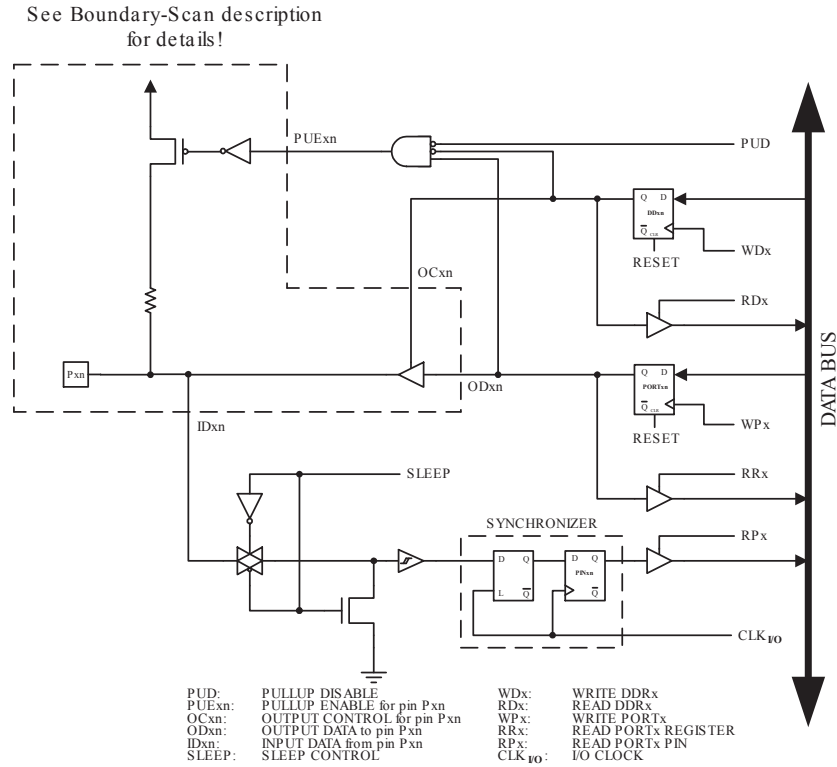 See Boundary-Scan description
for details!
PUExn
PUD
Q D
DDxn
Q CLR
WDx
RESET
OCxn
RDx
DATA BUS
Pxn
ODxn
Q D
PORTxn
Q CLR
WPx
RESET
IDxn
SLEEP
RRx
SYNCHRONIZER
RPx
D Q
L Q
D Q
PINxn
Q
CLK I/O
PUD: PULLUP DISABLE
PUExn: PULLUP ENABLE for pin Pxn
OCxn: OUTPUT CONTROL for pin Pxn
ODxn: OUTPUT DATA to pin Pxn
IDxn: INPUT DATA from pin Pxn
SLEEP: SLEEP CONTROL
WDx: WRITE DDRx
RDx: READ DDRx
WPx: WRITE PORTx
RRx: READ PORTx REGISTER
RPx: READ PORTx PIN
CLK I/O: I/O CLOCK